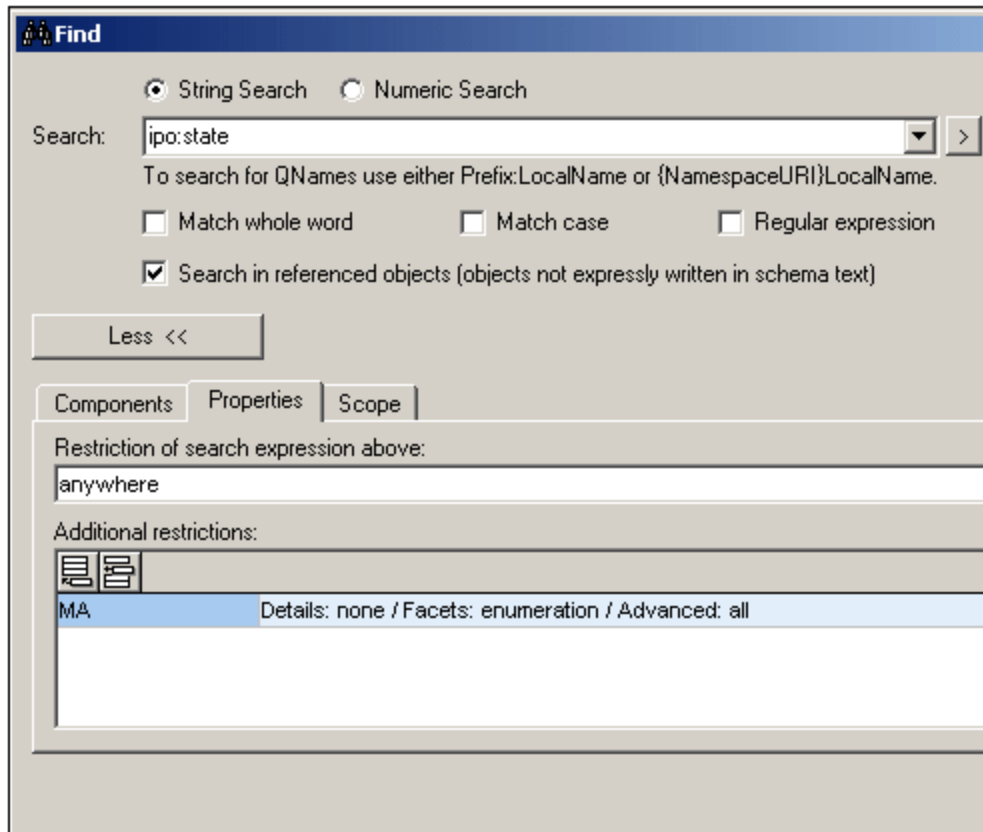 Find
String Search Numeric Search
Search: ipo:state >
To search for QNames use either Prefix:LocalName or {NamespaceURI}LocalName.
Match whole word Match case Regular expression
Search in referenced objects (objects not expressly written in schema text)
Less <<
Components Properties Scope
Restriction of search expression above:
anywhere
Additional restrictions:
MA Details: none / Facets: enumeration / Advanced: all